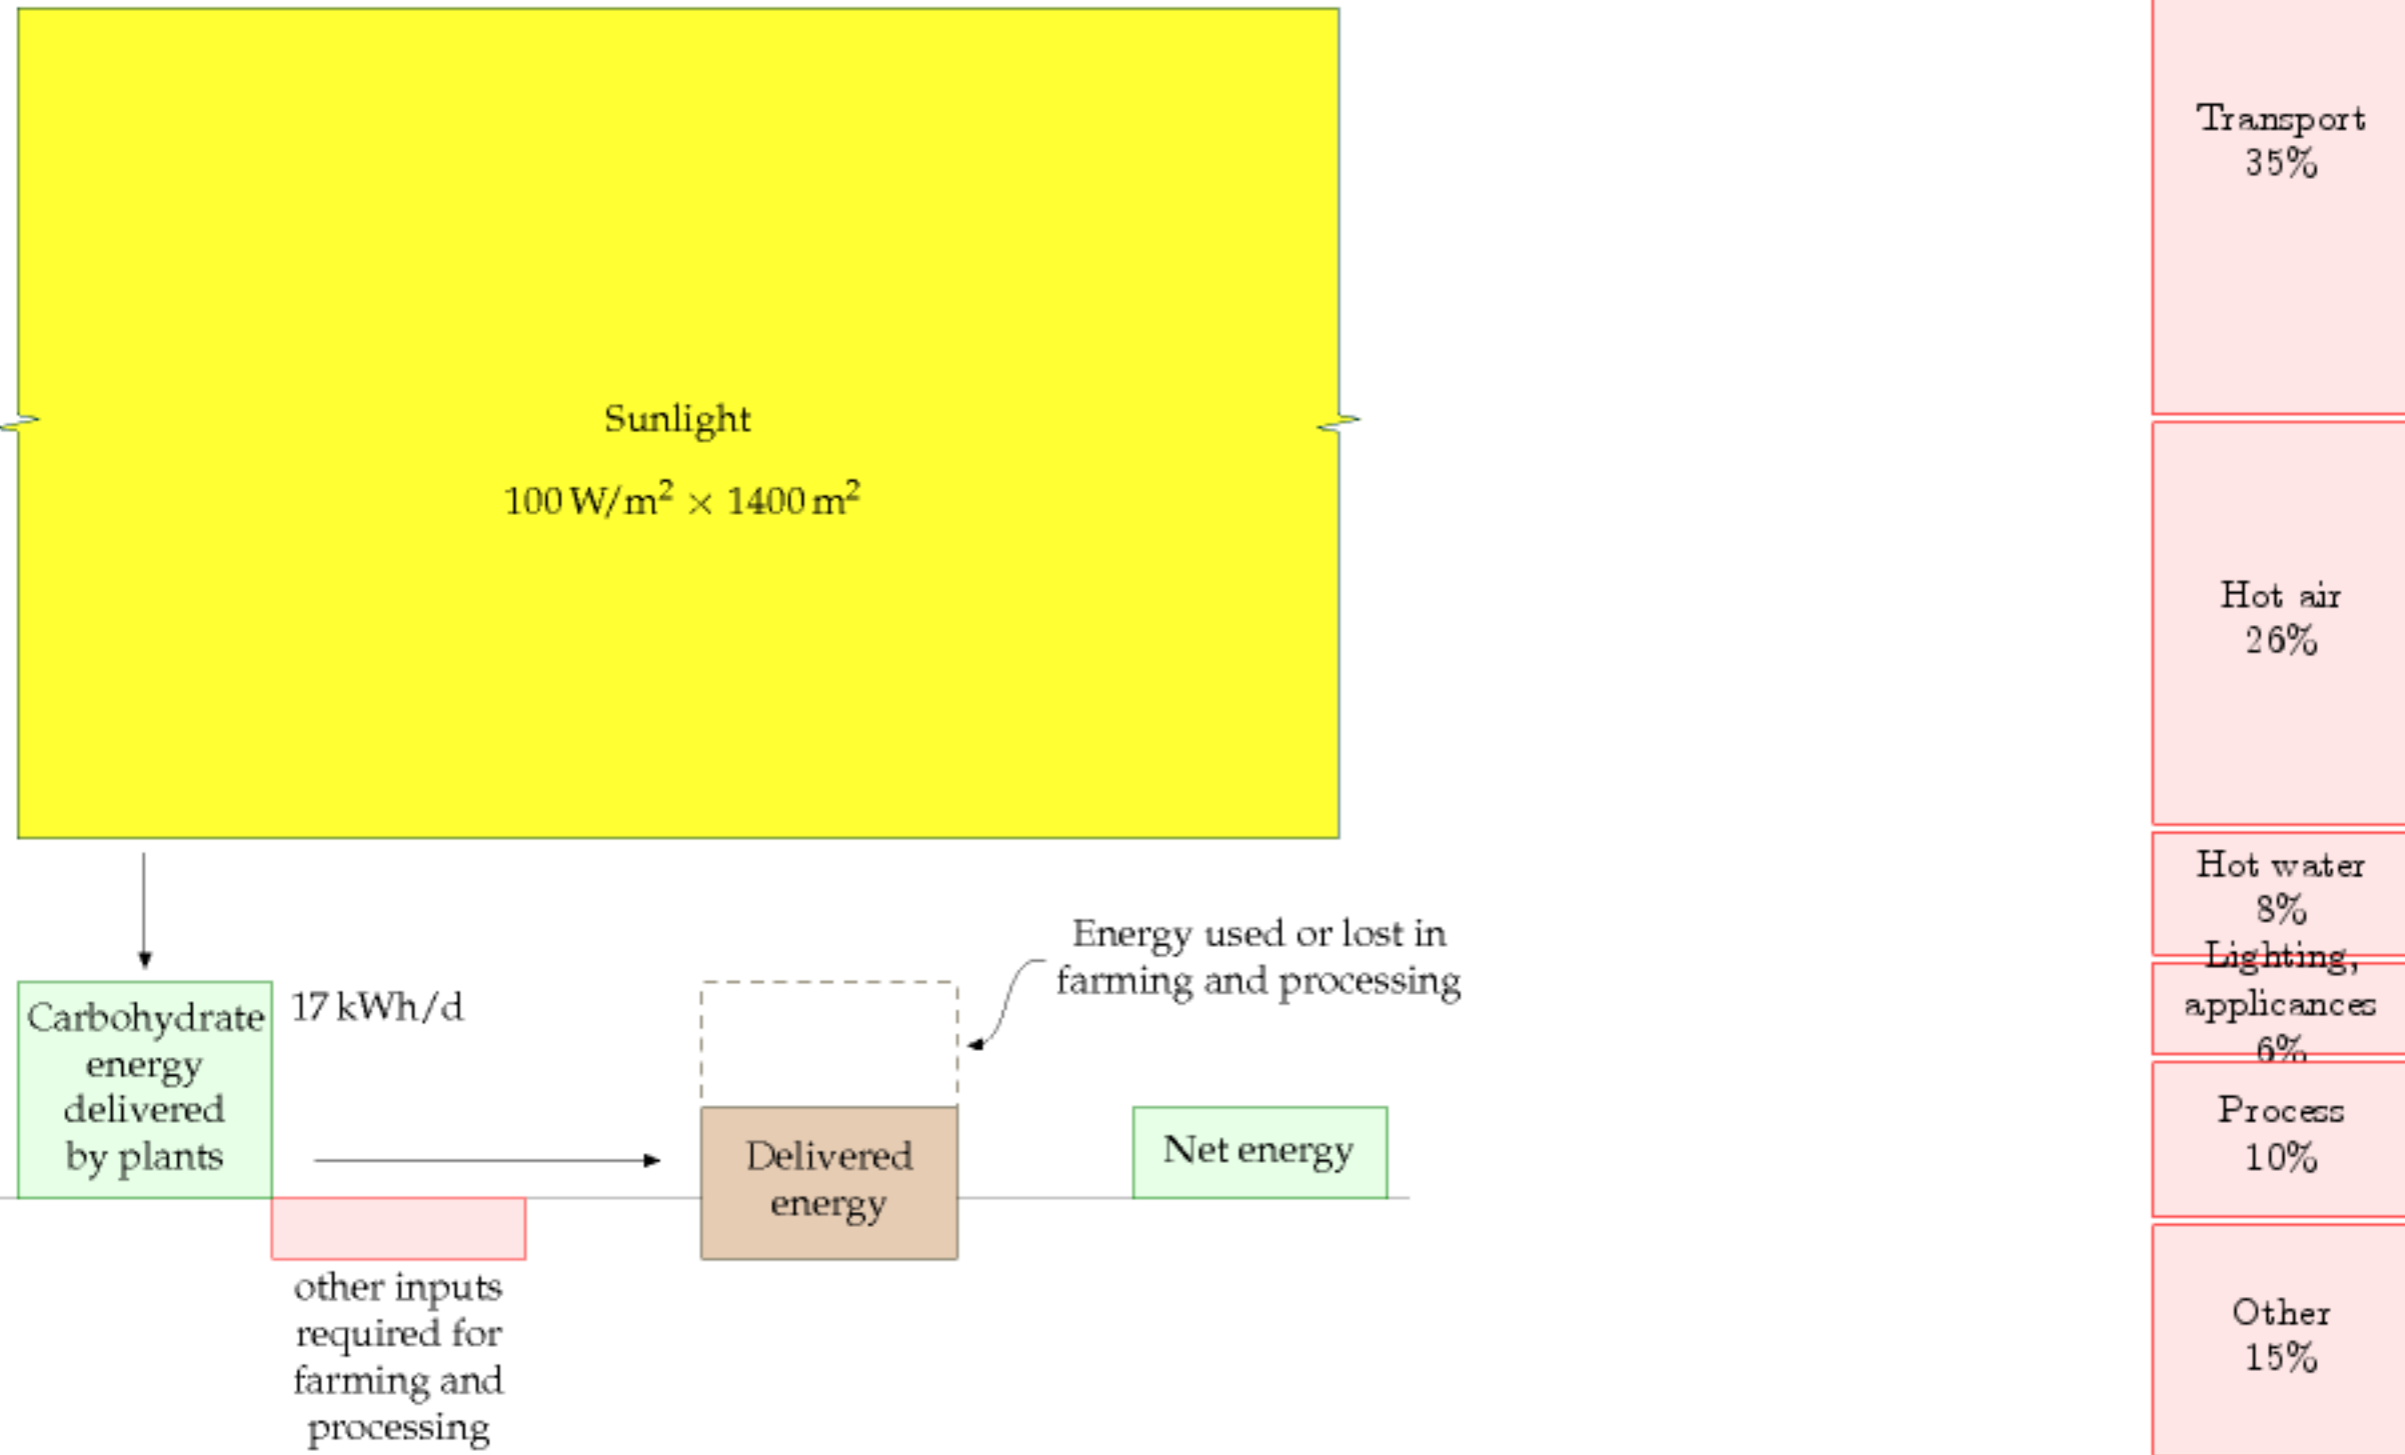 Sunlight
100 W/m² × 1400 m²
Carbohydrate
energy
delivered
by plants
17 kWh/d
other inputs
required for
farming and
processing
Delivered
energy
Energy used or lost in
farming and processing
Net energy
Transport
35%
Hot air
26%
Hot water
8%
Lighting,
applicances
6%
Process
10%
Other
15%